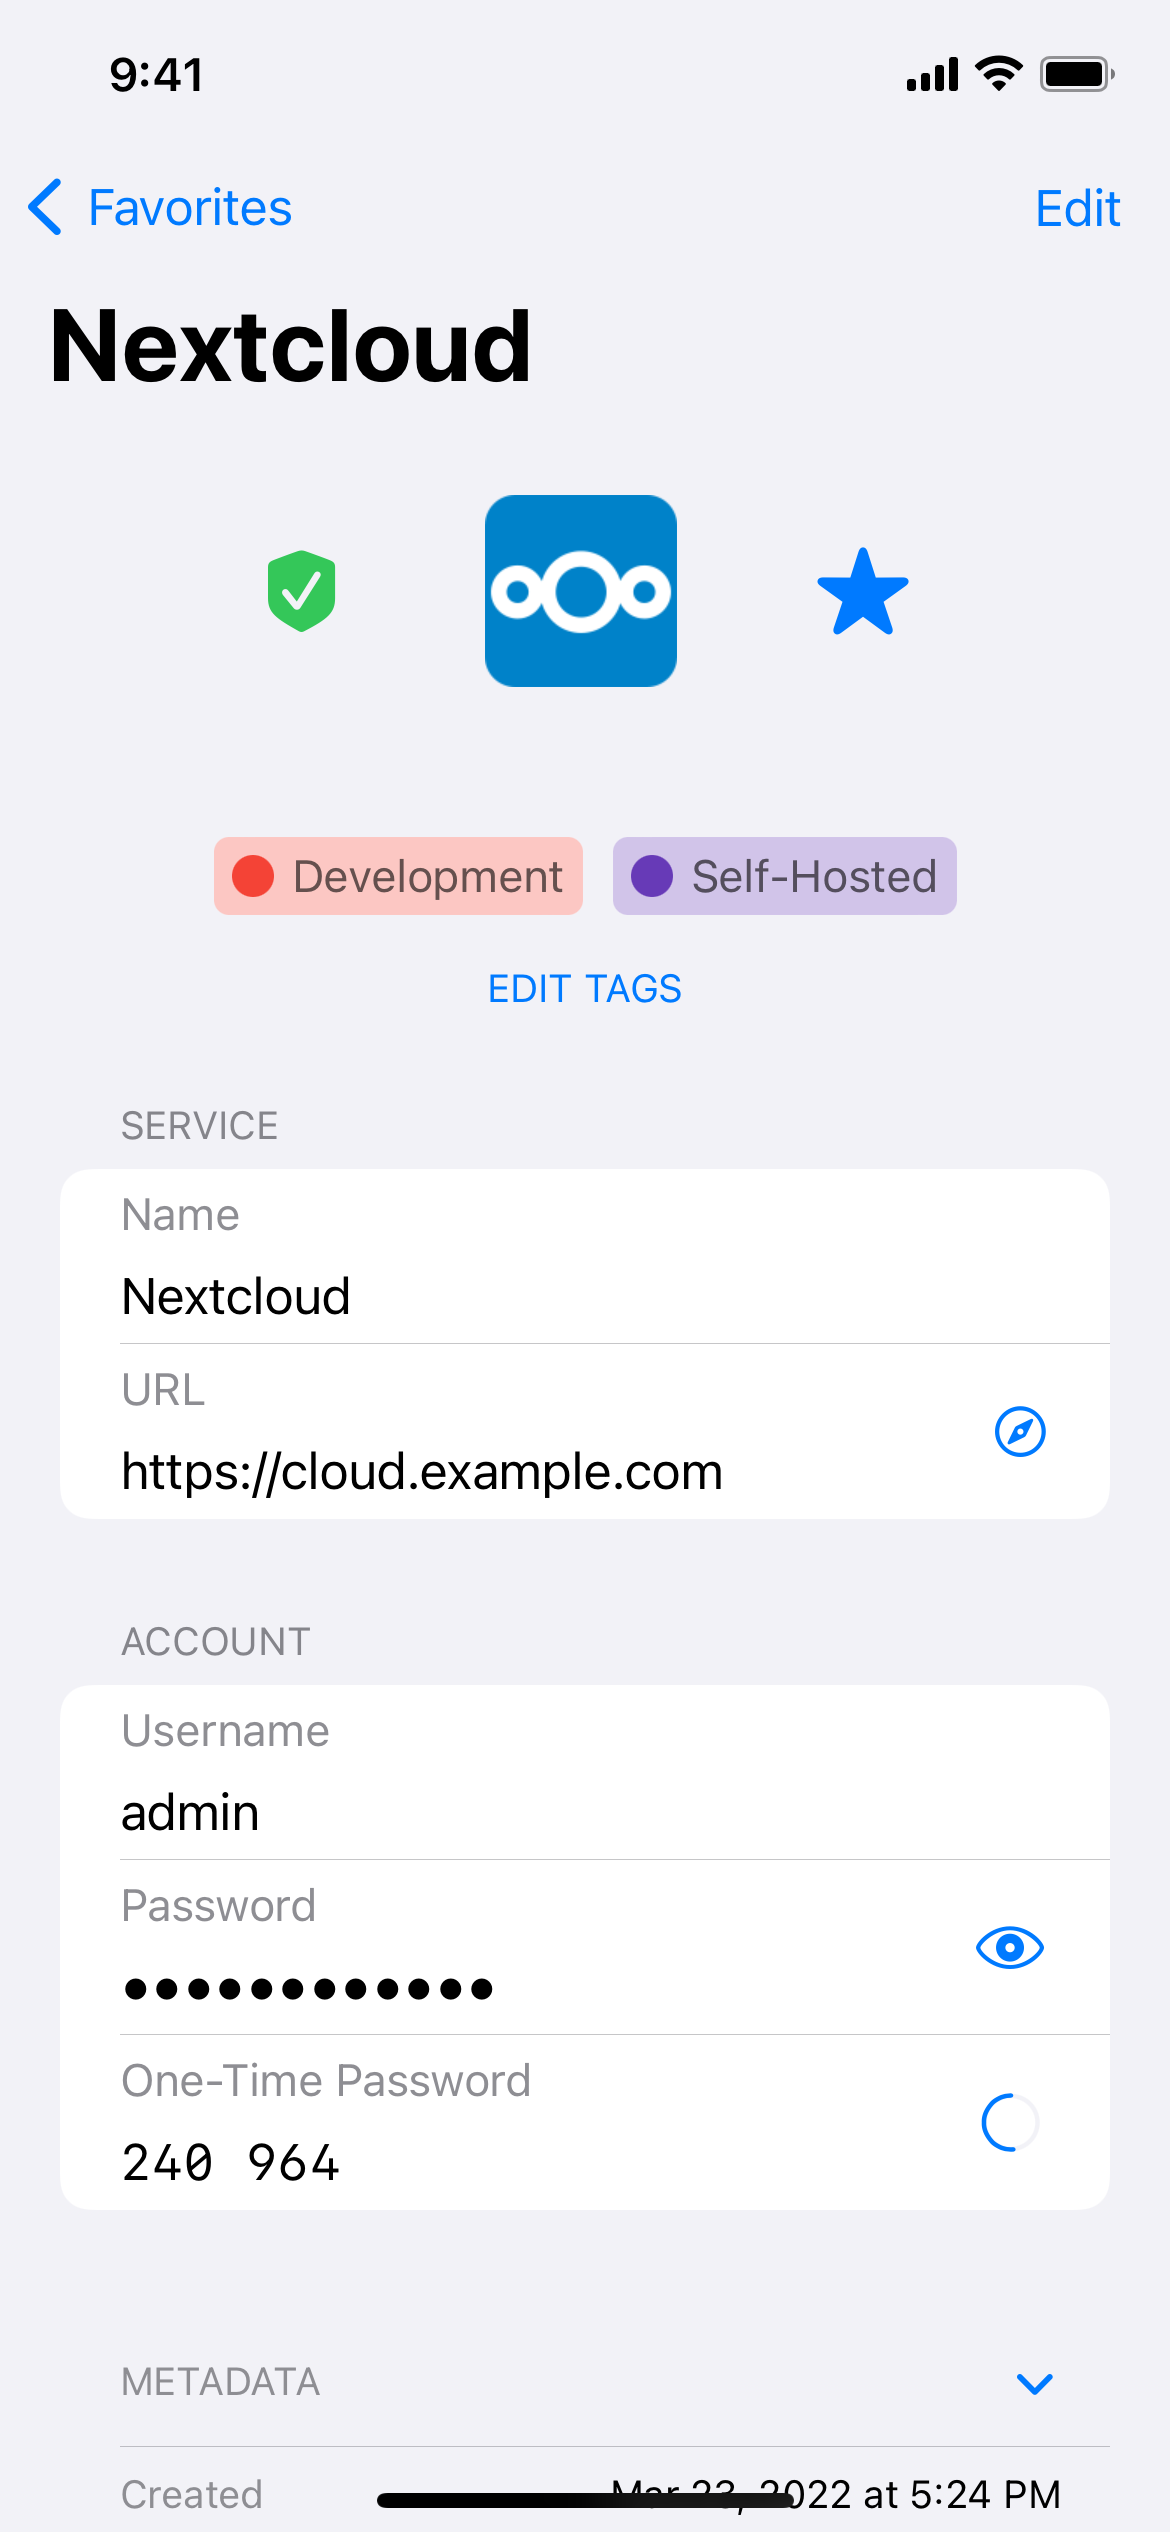 9:41
Favorites
Edit
Nextcloud
Development
Self-Hosted
EDIT TAGS
SERVICE
Name
Nextcloud
URL
https://cloud.example.com
ACCOUNT
Username
admin
Password
••••••••••••
One-Time Password
240 964
METADATA
Created
Mar 23, 2022 at 5:24 PM